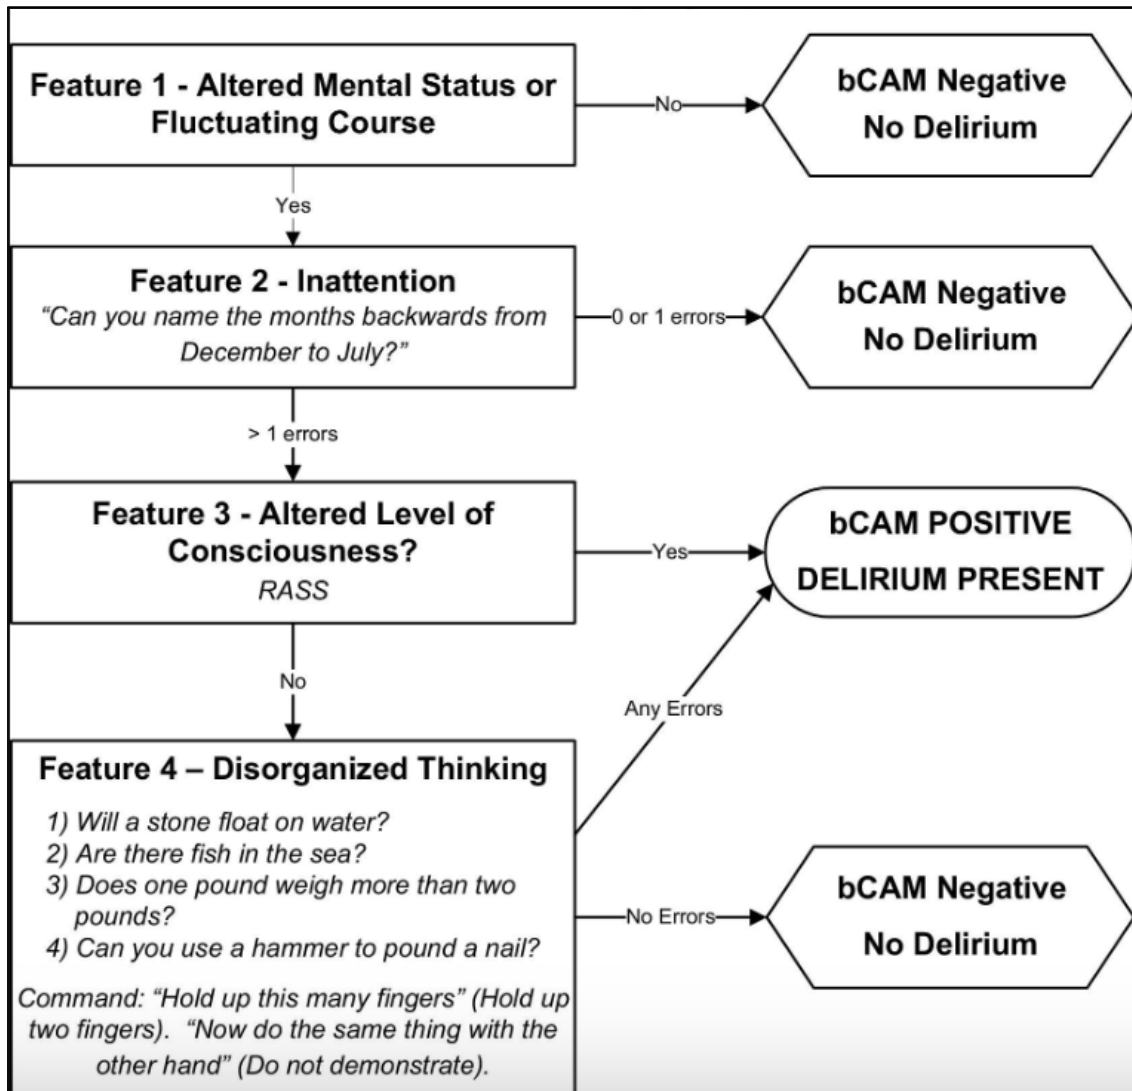 Feature 1 - Altered Mental Status or
Fluctuating Course
No
bCAM Negative
No Delirium
Yes
Feature 2 - Inattention
“Can you name the months backwards from
December to July?”
0 or 1 errors
bCAM Negative
No Delirium
> 1 errors
Feature 3 - Altered Level of
Consciousness?
RASS
Yes
bCAM POSITIVE
DELIRIUM PRESENT
No
Any Errors
Feature 4 – Disorganized Thinking
1) Will a stone float on water?
2) Are there fish in the sea?
3) Does one pound weigh more than two
pounds?
4) Can you use a hammer to pound a nail?
Command: “Hold up this many fingers” (Hold up
two fingers). “Now do the same thing with the
other hand” (Do not demonstrate).
No Errors
bCAM Negative
No Delirium